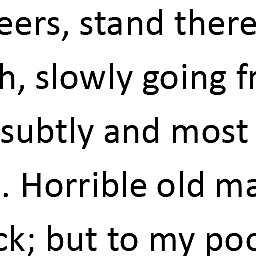 eers, stand there
h, slowly going fr
subtly and most
. Horrible old ma
ck; but to my poo